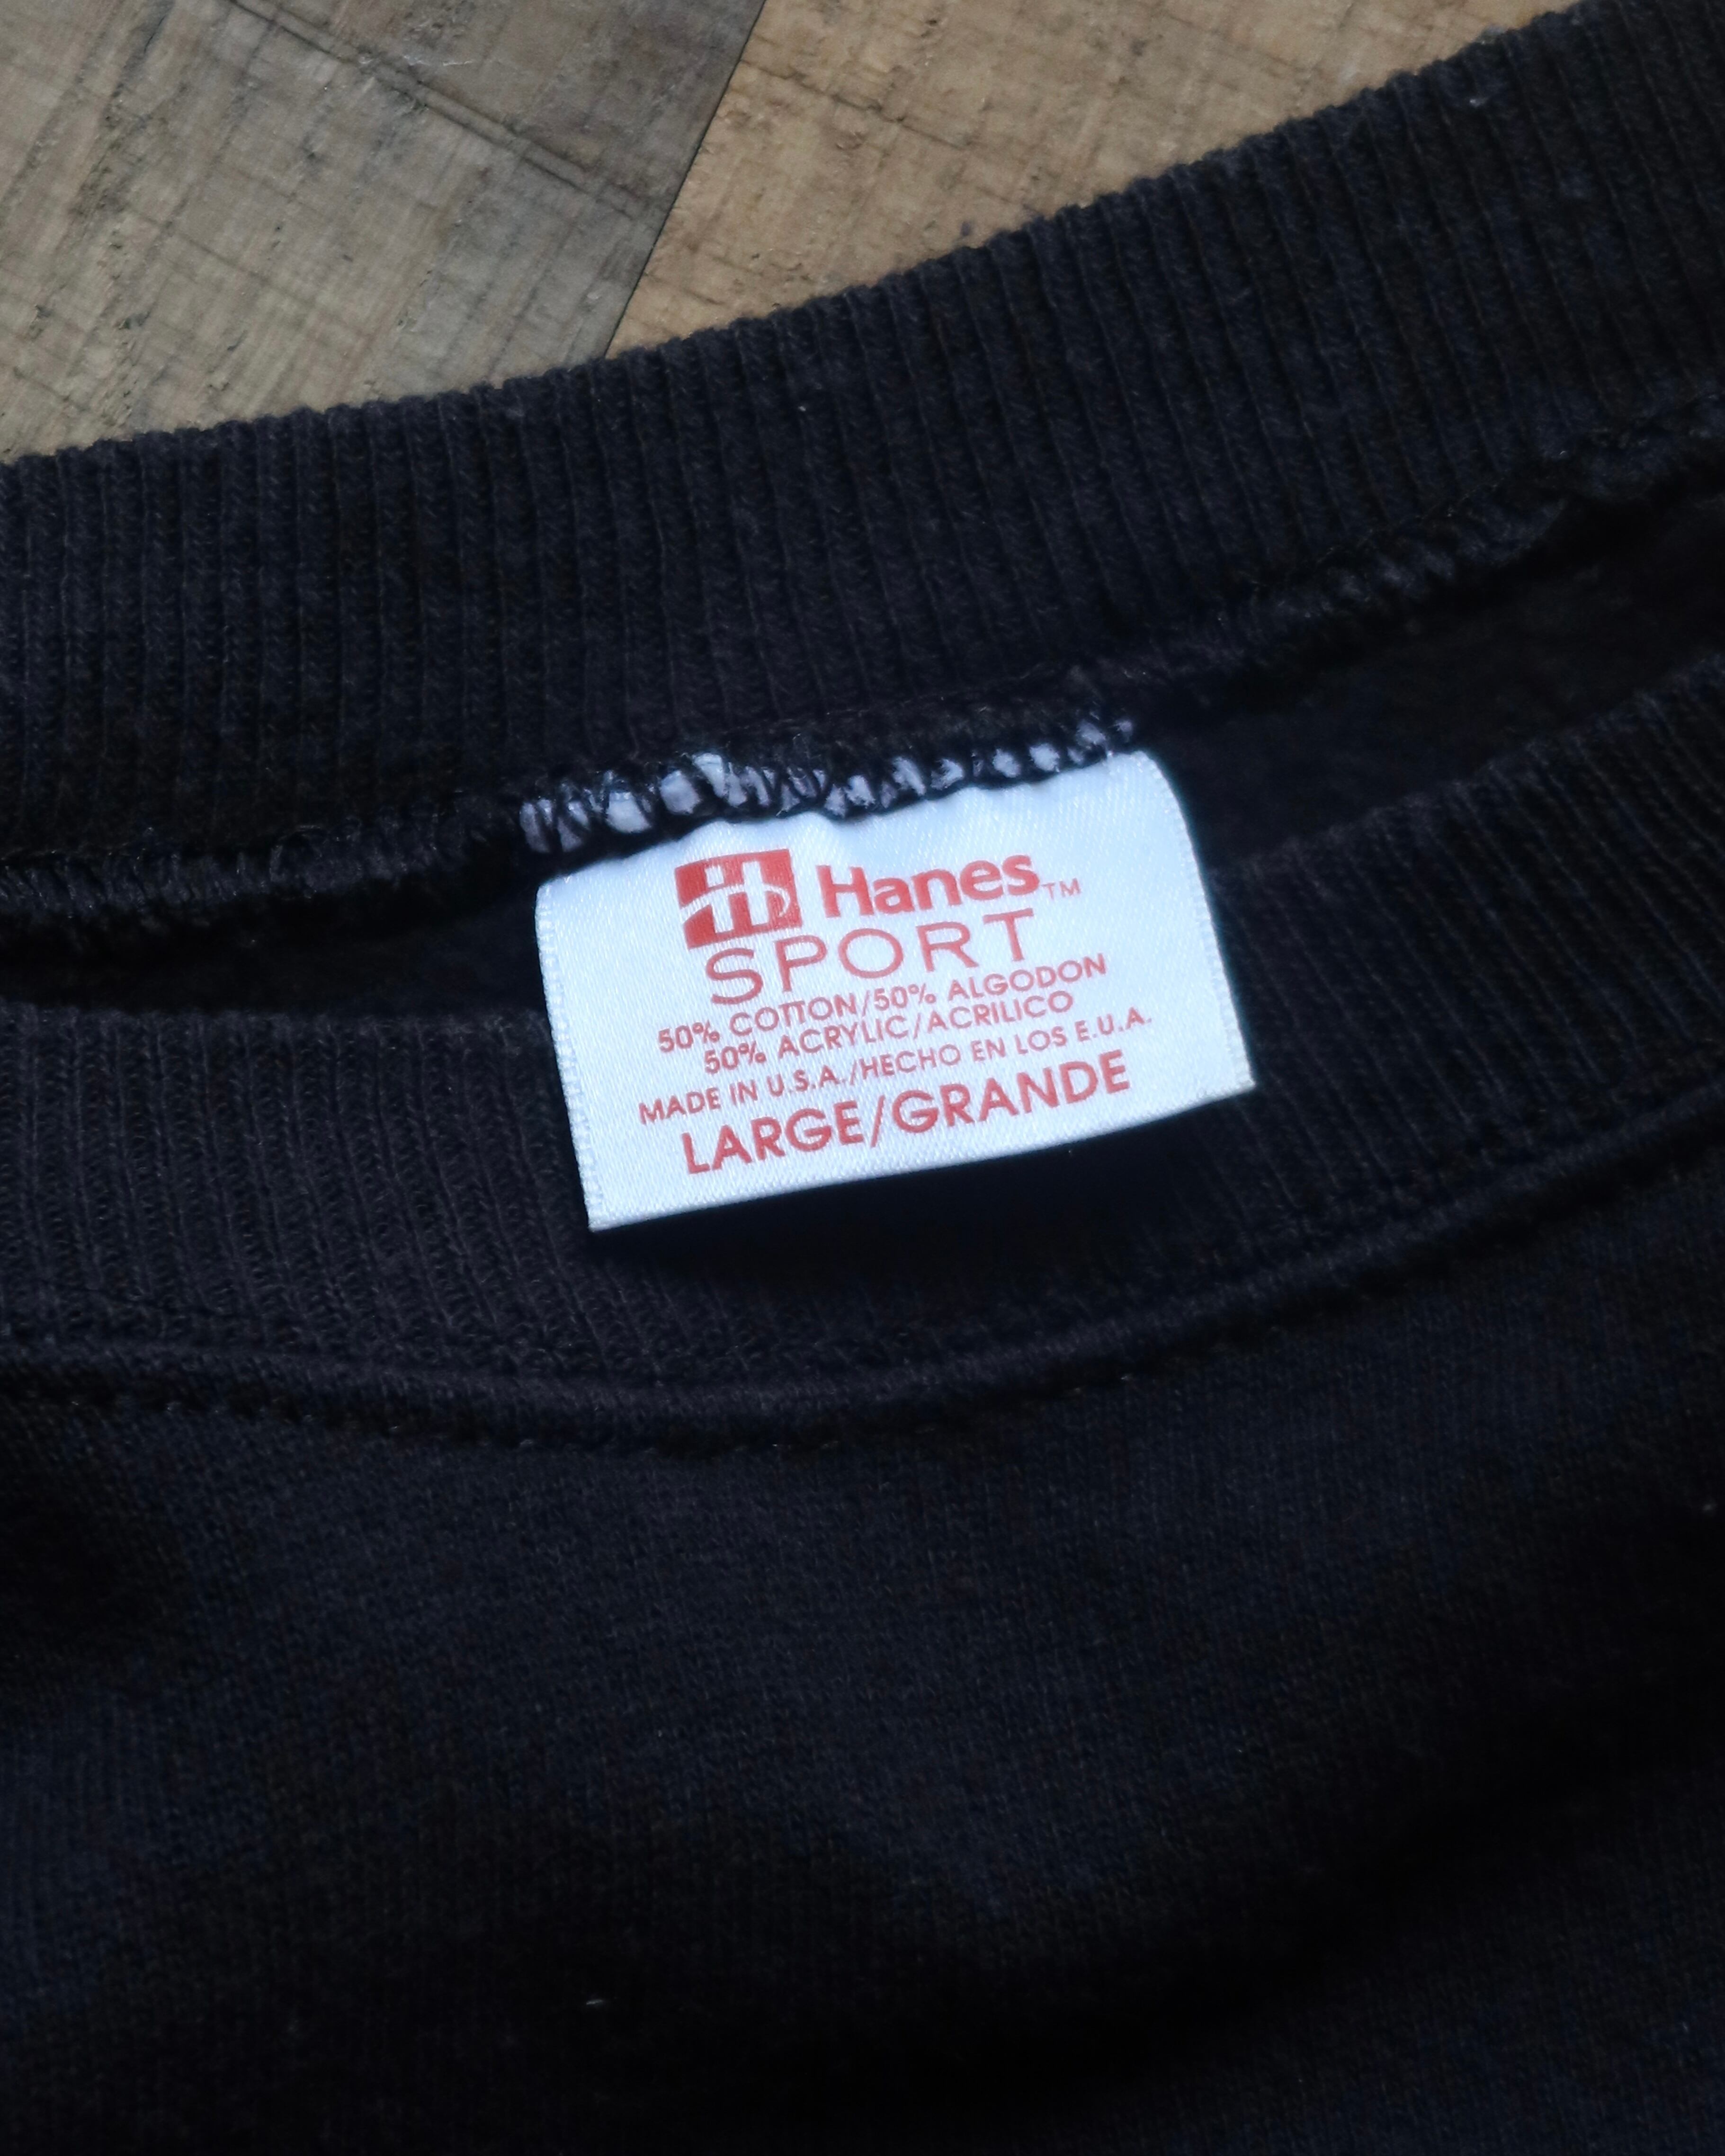 Hanes™
SPORT
50% COTTON/50% ALGODON
50% ACRYLIC/ACRILICO
MADE IN U.S.A./HECHO EN LOS E.U.A.
LARGE/GRANDE